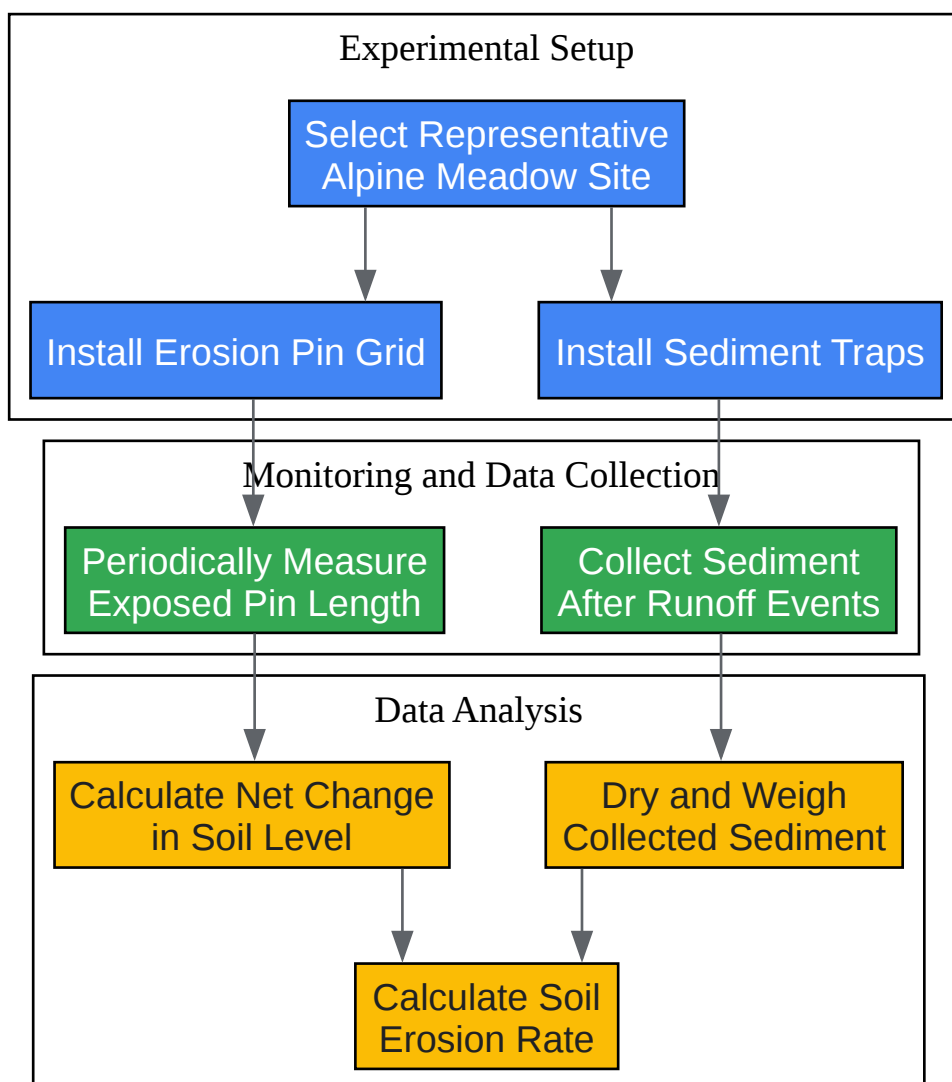 Experimental Setup
Select Representative
Alpine Meadow Site
Install Erosion Pin Grid
Install Sediment Traps
Monitoring and Data Collection
Periodically Measure
Exposed Pin Length
Collect Sediment
After Runoff Events
Data Analysis
Calculate Net Change
in Soil Level
Dry and Weigh
Collected Sediment
Calculate Soil
Erosion Rate